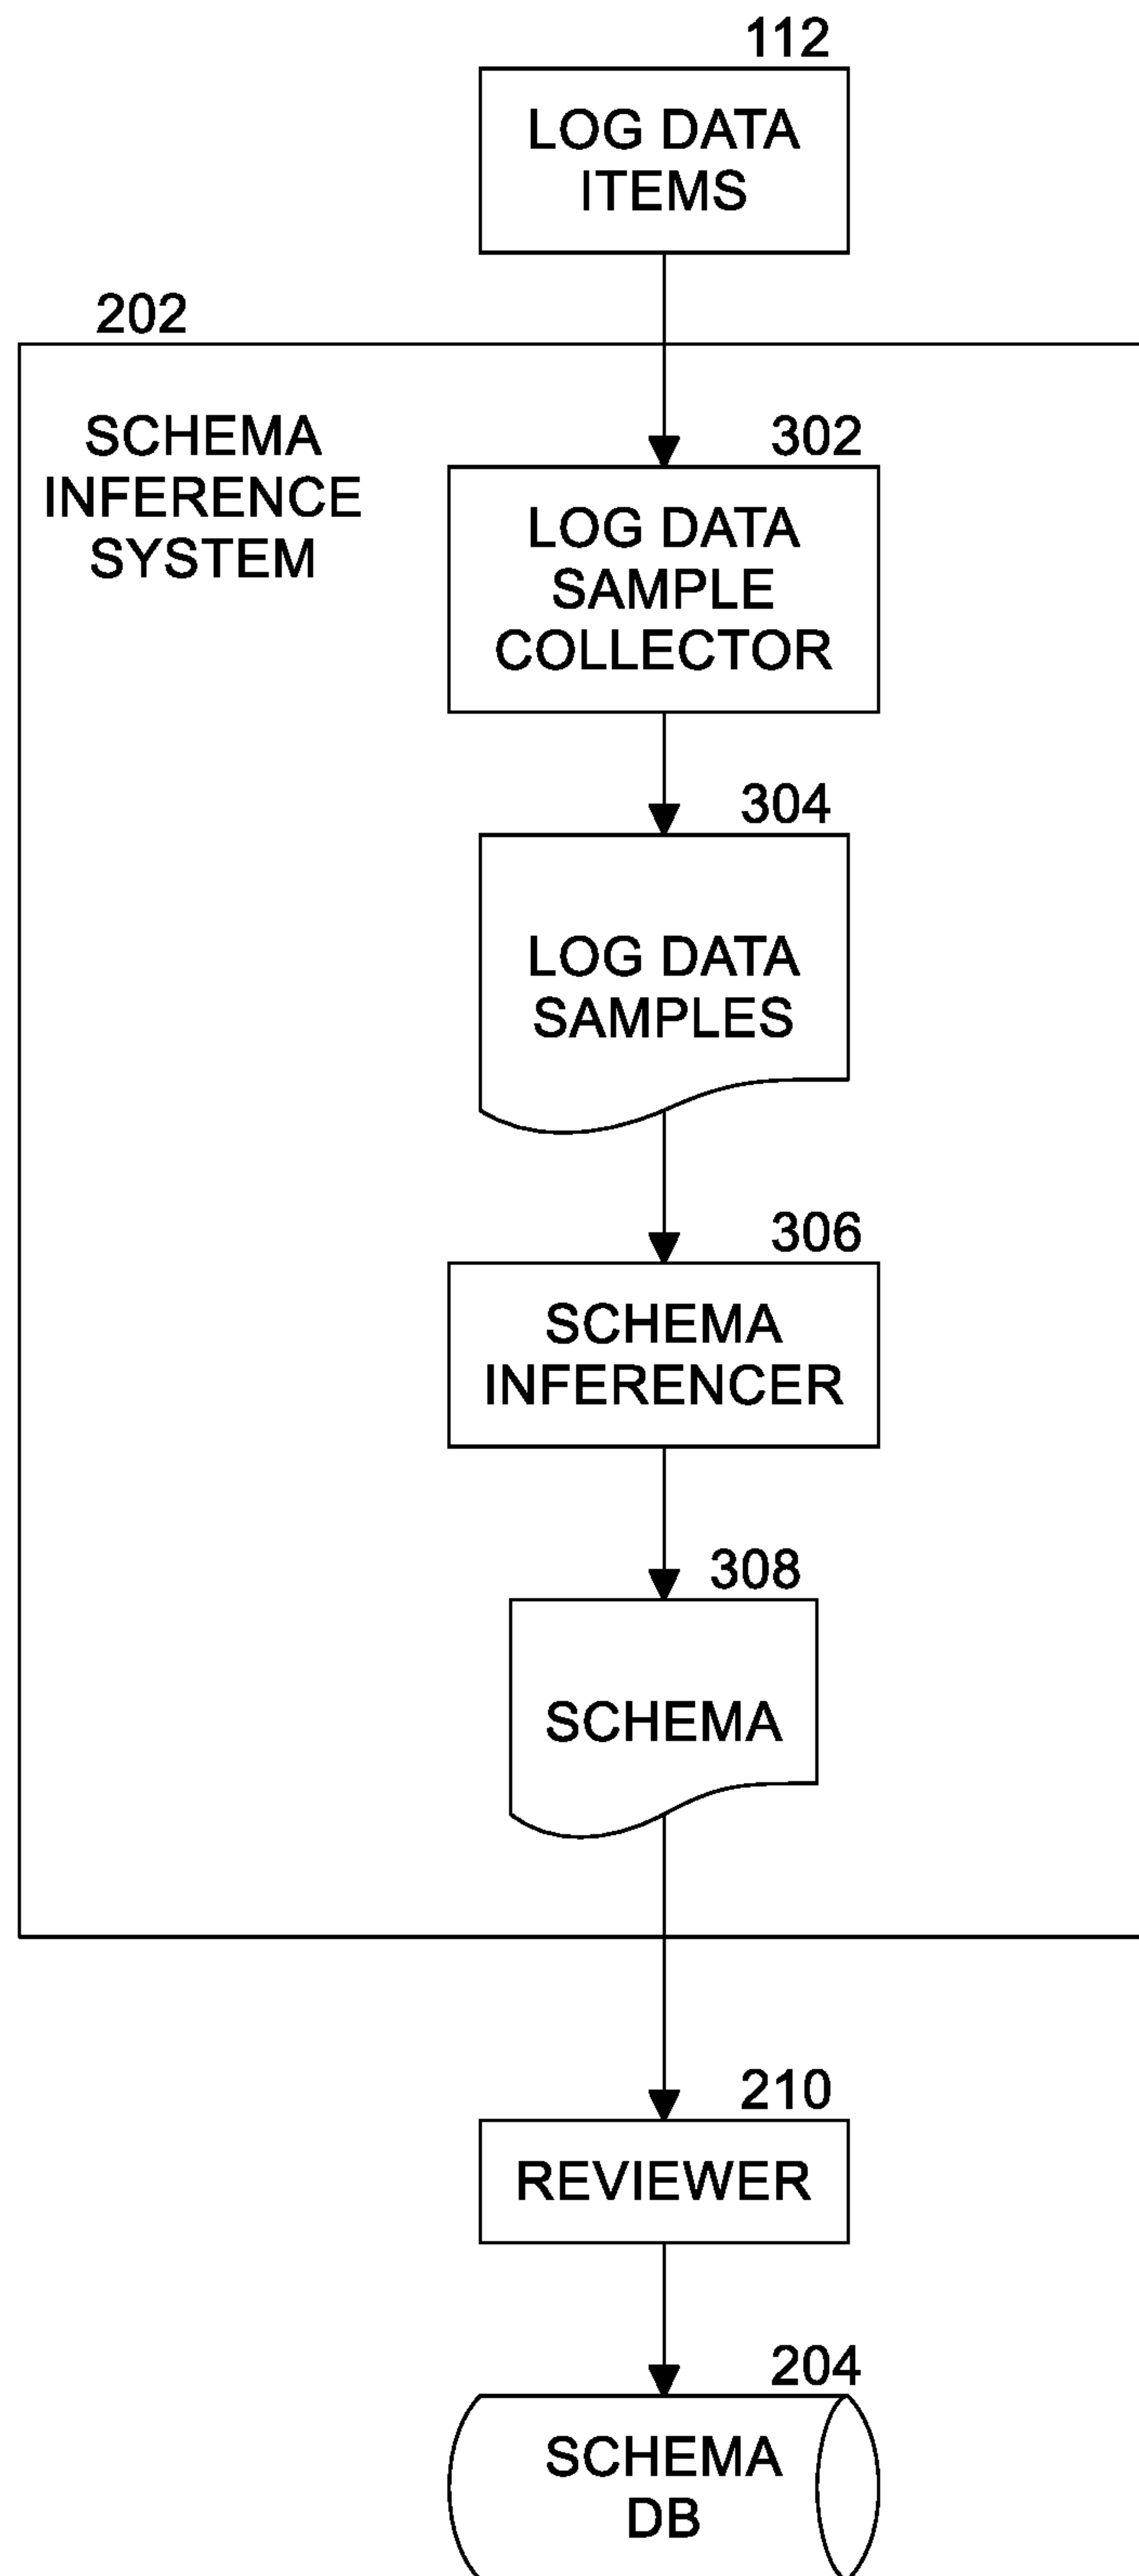 112
LOG DATA
ITEMS
202
SCHEMA
INFERENCE
SYSTEM
302
LOG DATA
SAMPLE
COLLECTOR
304
LOG DATA
SAMPLES
306
SCHEMA
INFERENCER
308
SCHEMA
210
REVIEWER
204
SCHEMA
DB